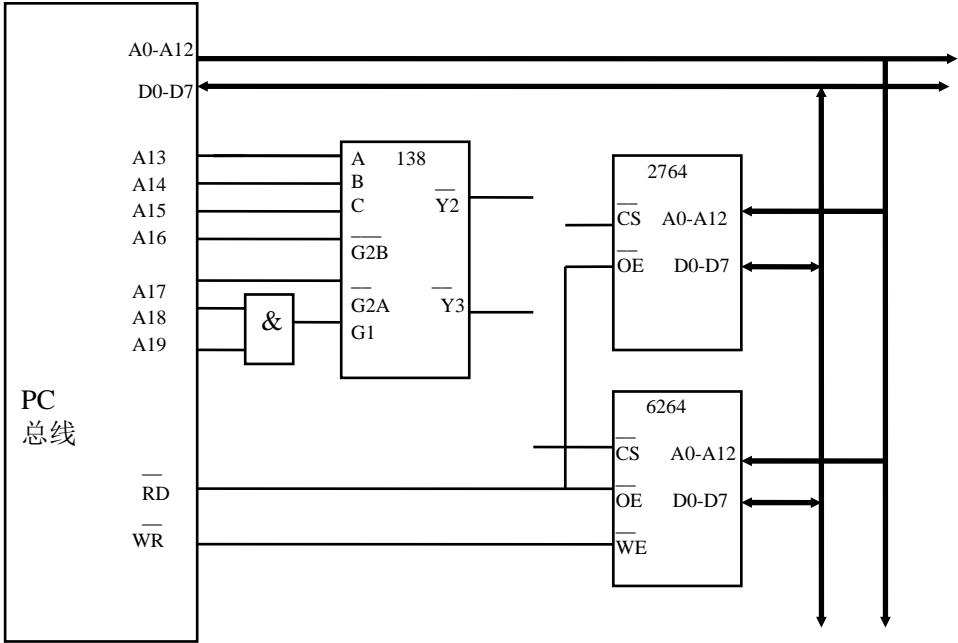 A0-A12
D0-D7
A13
A14
A15
A16
A17
A18
A19
PC
总线
RD
WR
&
A 138
B
C
Y2
G2B
G2A Y3
G1
2764
CS A0-A12
OE D0-D7
6264
CS A0-A12
OE D0-D7
WE